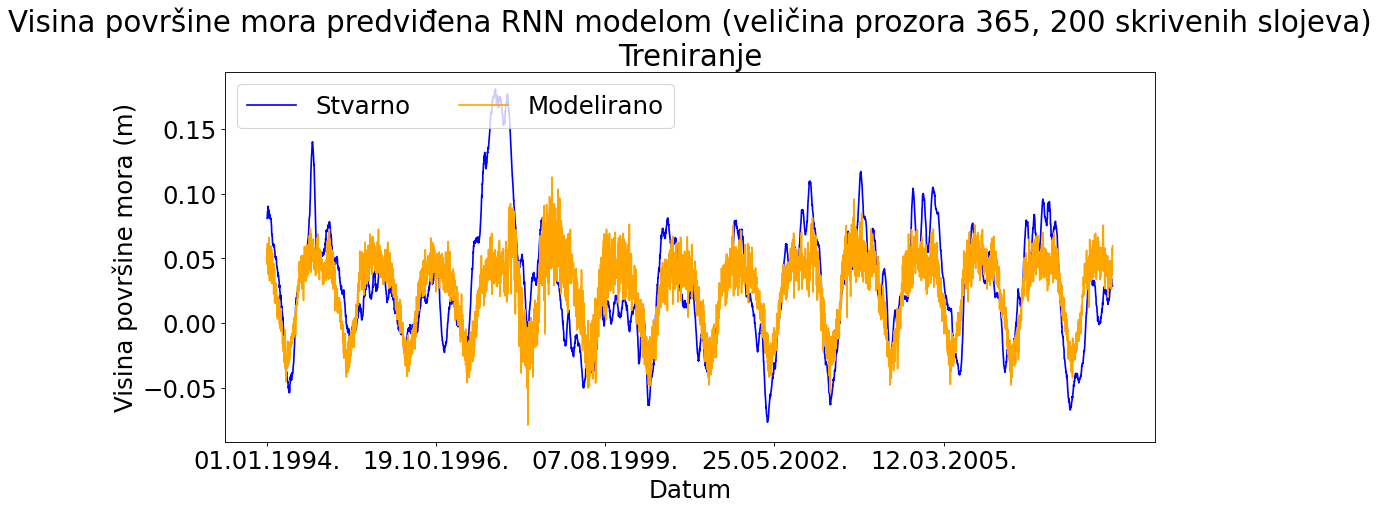 Visina površine mora predviđena RNN modelom (veličina prozora 365, 200 skrivenih slojeva)
Treniranje
Stvarno Modelirano
Visina površine mora (m)
0.15
0.10
0.05
0.00
−0.05
01.01.1994. 19.10.1996. 07.08.1999. 25.05.2002. 12.03.2005.
Datum